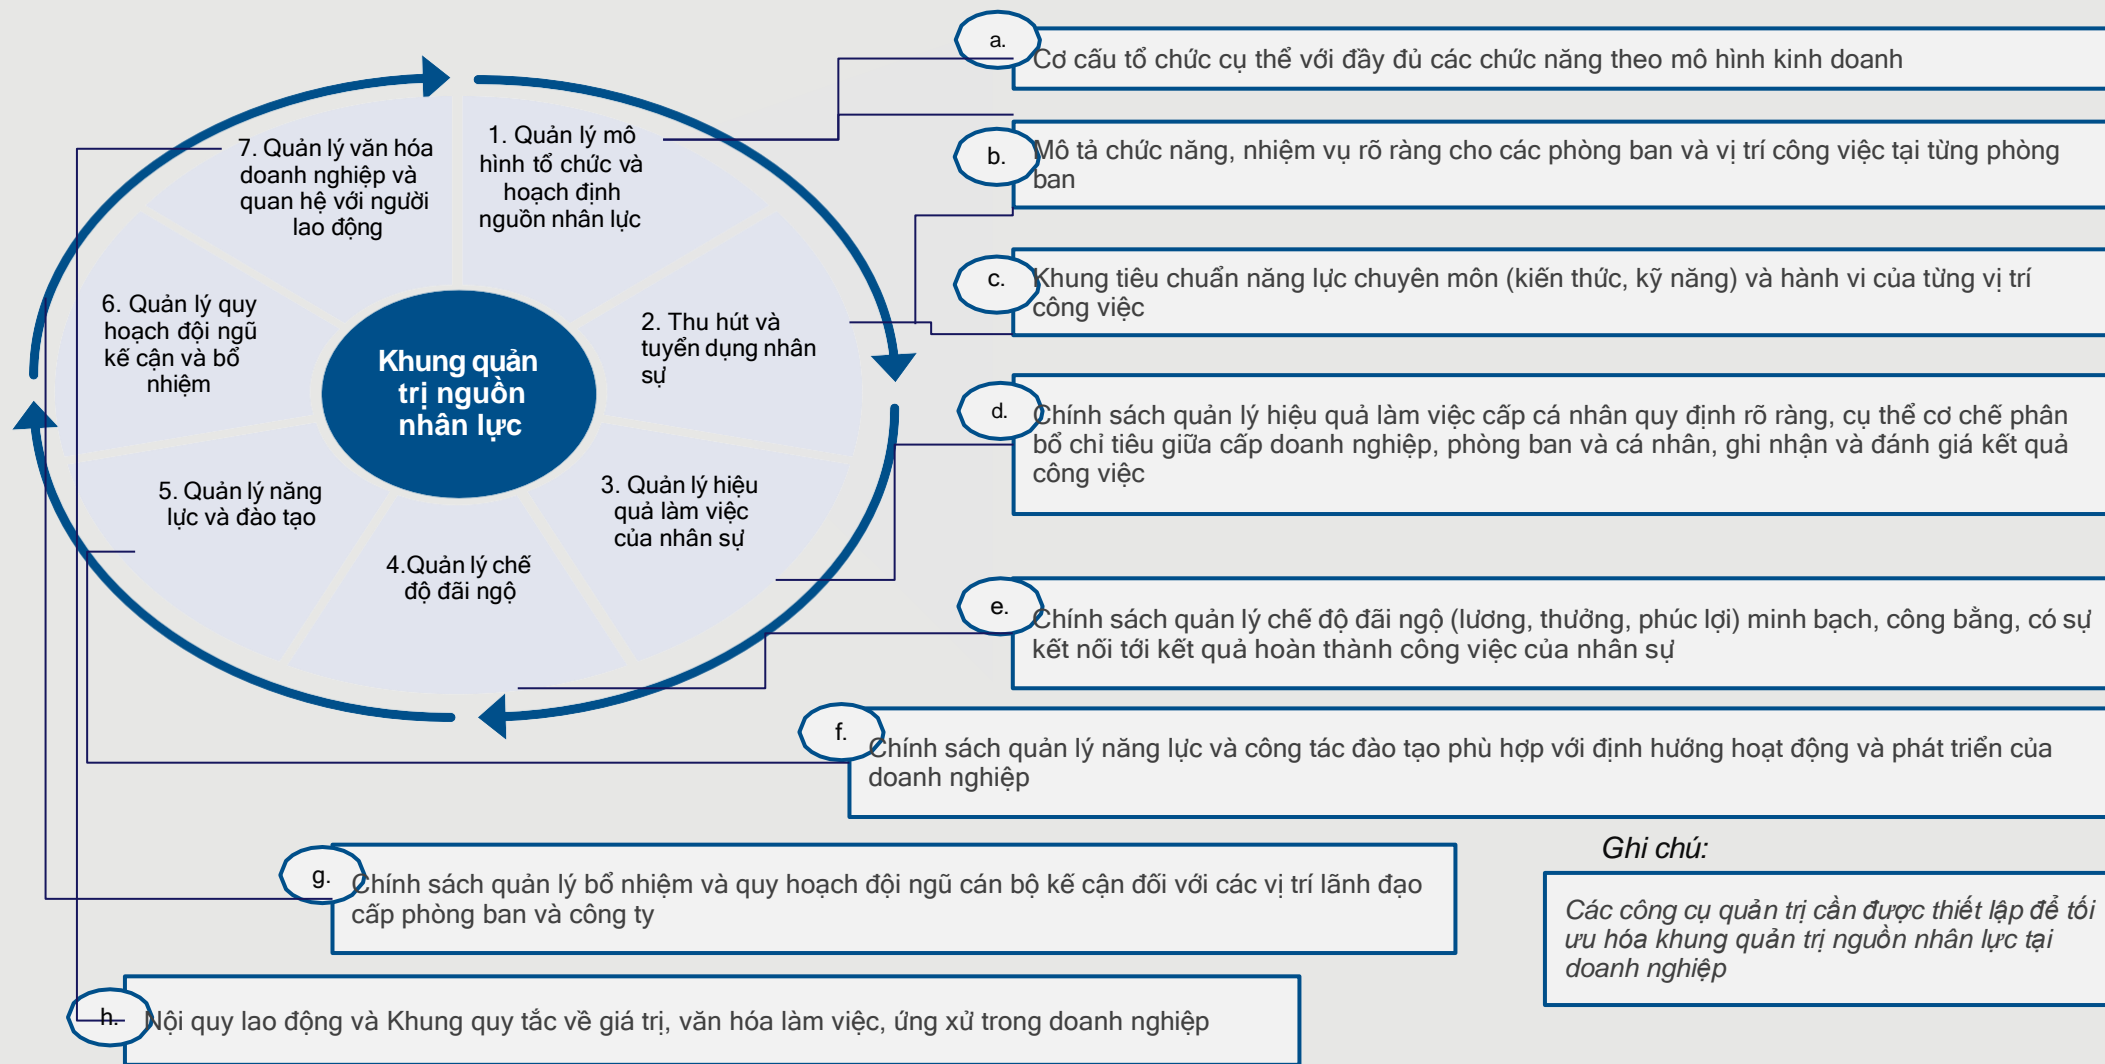 Khung quản
trị nguồn
nhân lực
1. Quản lý mô
hình tổ chức và
hoạch định
nguồn nhân lực
2. Thu hút và
tuyển dụng nhân
sự
3. Quản lý hiệu
quả làm việc
của nhân sự
4.Quản lý chế
độ đãi ngộ
5. Quản lý năng
lực và đào tạo
6. Quản lý quy
hoạch đội ngũ
kế cận và bổ
nhiệm
7. Quản lý văn hóa
doanh nghiệp và
quan hệ với người
lao động
a.
Cơ cấu tổ chức cụ thể với đầy đủ các chức năng theo mô hình kinh doanh
b.
Mô tả chức năng, nhiệm vụ rõ ràng cho các phòng ban và vị trí công việc tại từng phòng
ban
c.
Khung tiêu chuẩn năng lực chuyên môn (kiến thức, kỹ năng) và hành vi của từng vị trí
công việc
d.
Chính sách quản lý hiệu quả làm việc cấp cá nhân quy định rõ ràng, cụ thể cơ chế phân
bổ chỉ tiêu giữa cấp doanh nghiệp, phòng ban và cá nhân, ghi nhận và đánh giá kết quả
công việc
e.
Chính sách quản lý chế độ đãi ngộ (lương, thưởng, phúc lợi) minh bạch, công bằng, có sự
kết nối tới kết quả hoàn thành công việc của nhân sự
f.
Chính sách quản lý năng lực và công tác đào tạo phù hợp với định hướng hoạt động và phát triển của
doanh nghiệp
g.
Chính sách quản lý bổ nhiệm và quy hoạch đội ngũ cán bộ kế cận đối với các vị trí lãnh đạo
cấp phòng ban và công ty
h.
Nội quy lao động và Khung quy tắc về giá trị, văn hóa làm việc, ứng xử trong doanh nghiệp
Ghi chú:
Các công cụ quản trị cần được thiết lập để tối
ưu hóa khung quản trị nguồn nhân lực tại
doanh nghiệp